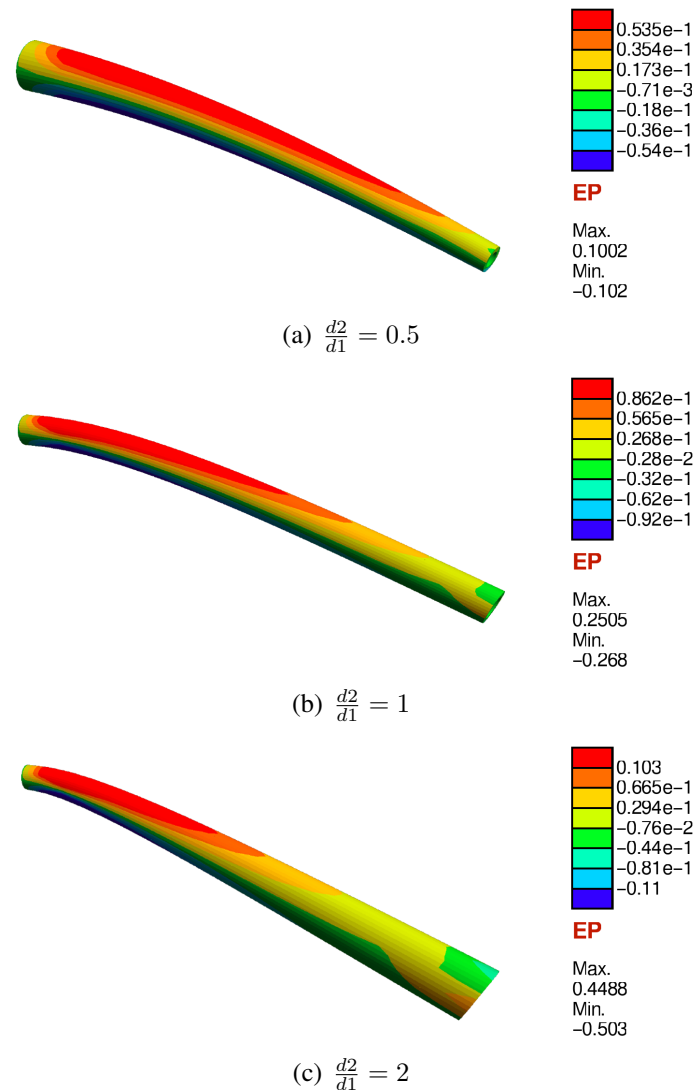 0.535e-1
0.354e-1
0.173e-1
-0.71e-3
-0.18e-1
-0.36e-1
-0.54e-1
EP
Max.
0.1002
Min.
-0.102
(a) d2/d1 = 0.5
0.862e-1
0.565e-1
0.268e-1
-0.28e-2
-0.32e-1
-0.62e-1
-0.92e-1
EP
Max.
0.2505
Min.
-0.268
(b) d2/d1 = 1
0.103
0.665e-1
0.294e-1
-0.76e-2
-0.44e-1
-0.81e-1
-0.11
EP
Max.
0.4488
Min.
-0.503
(c) d2/d1 = 2